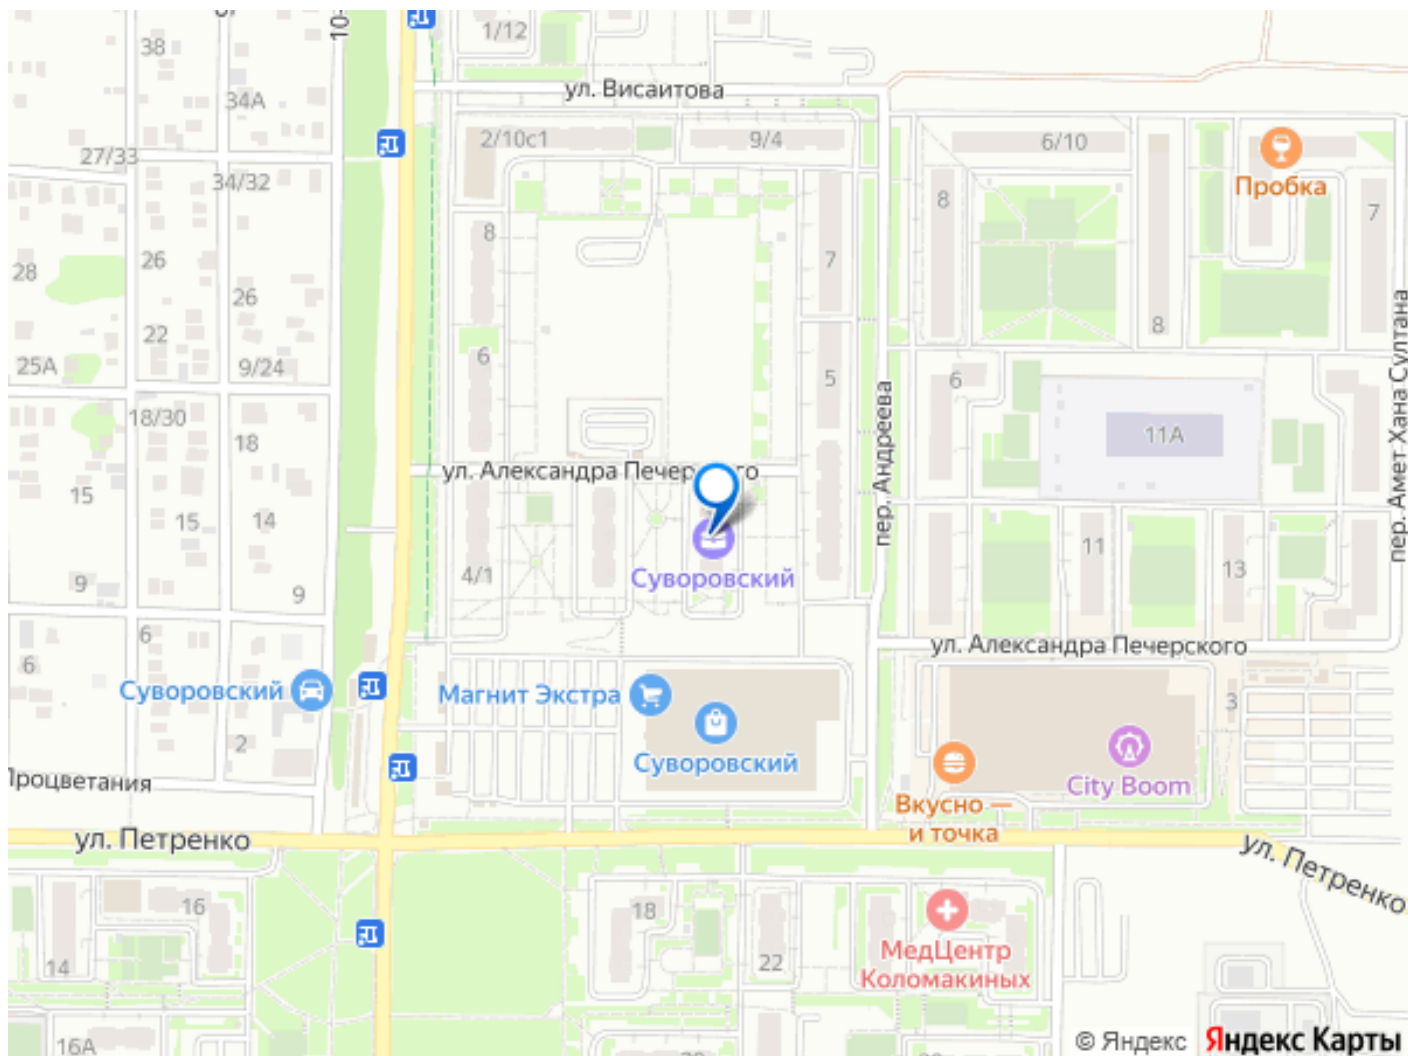 1/12
38
10-
34А
ул. Висаитова
2/10с1
9/4
6/10
27/33
34/32
Пробка
8
7
8
28
26
7
26
22
8
25А
9/24
6
5
6
18/30
18
11А
ул. Александра Печерского
пер. Андреева
пер. Амет-Хана Султана
15
15
14
11
13
9
9
4/1
Суворовский
6
6
ул. Александра Печерского
Суворовский
Магнит Экстра
3
2
Суворовский
City Boom
Процветания
Вкусно —
и точка
ул. Петренко
ул. Петренко
16
18
МедЦентр
Коломакиных
14
22
16А
© Яндекс Яндекс Карты